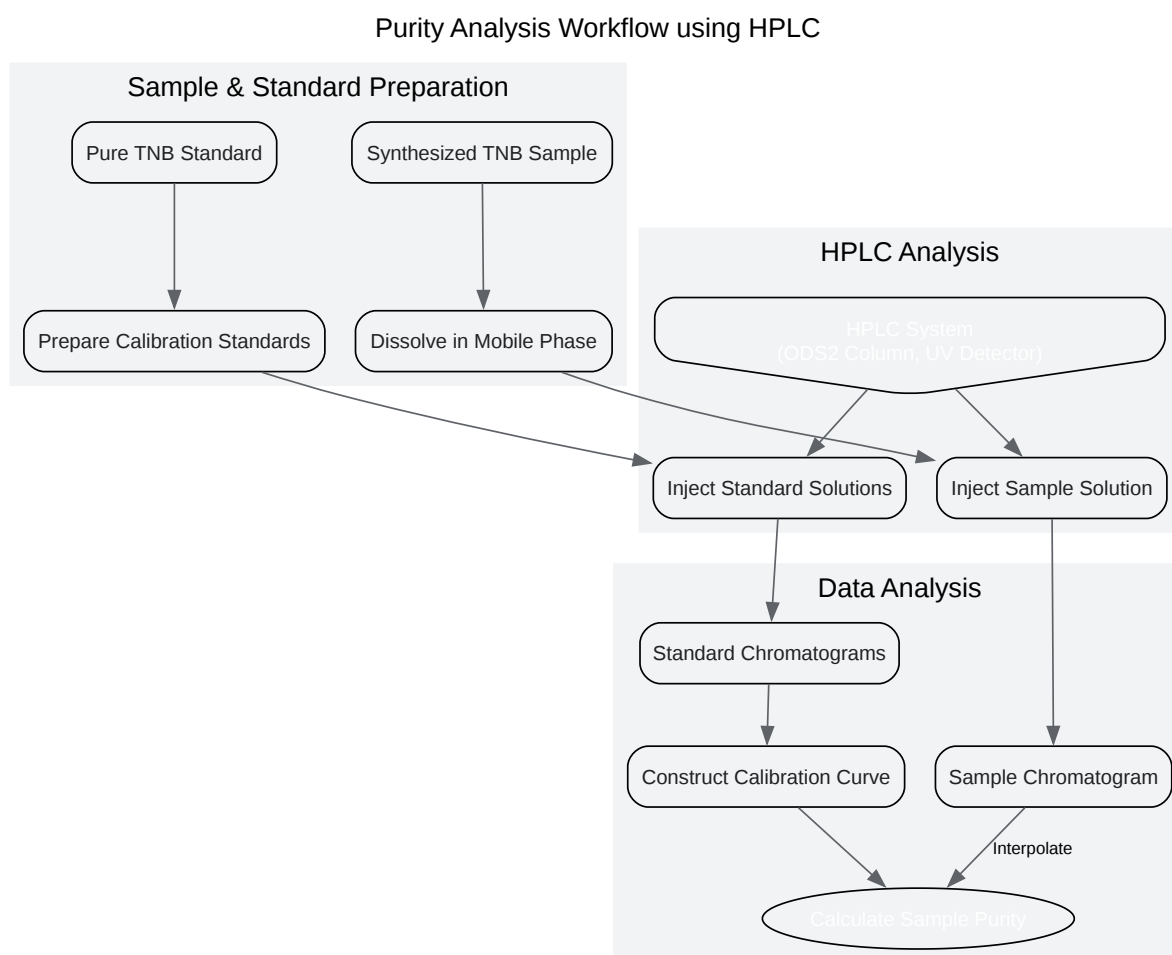 Purity Analysis Workflow using HPLC
Sample & Standard Preparation
Pure TNB Standard
Synthesized TNB Sample
Prepare Calibration Standards
Dissolve in Mobile Phase
HPLC Analysis
HPLC System
(ODS2 Column, UV Detector)
Inject Standard Solutions
Inject Sample Solution
Data Analysis
Standard Chromatograms
Construct Calibration Curve
Sample Chromatogram
Interpolate
Calculate Sample Purity